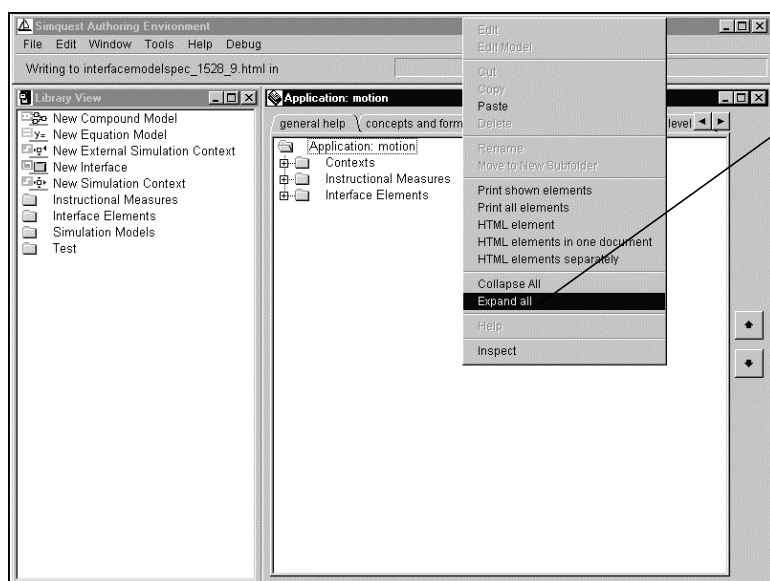 Simquest Authoring Environment
File Edit Window Tools Help Debug
Writing to interfacemodelspec_1528_9.html in
Library View
New Compound Model
y= New Equation Model
New External Simulation Context
New Interface
New Simulation Context
Instructional Measures
Interface Elements
Simulation Models
Test
Application: motion
general help concepts and form level
Application: motion
Contexts
Instructional Measures
Interface Elements
Edit
Edit Model
Cut
Copy
Paste
Delete
Rename
Move to New Subfolder
Print shown elements
Print all elements
HTML element
HTML elements in one document
HTML elements separately
Collapse All
Expand all
Help
Inspect